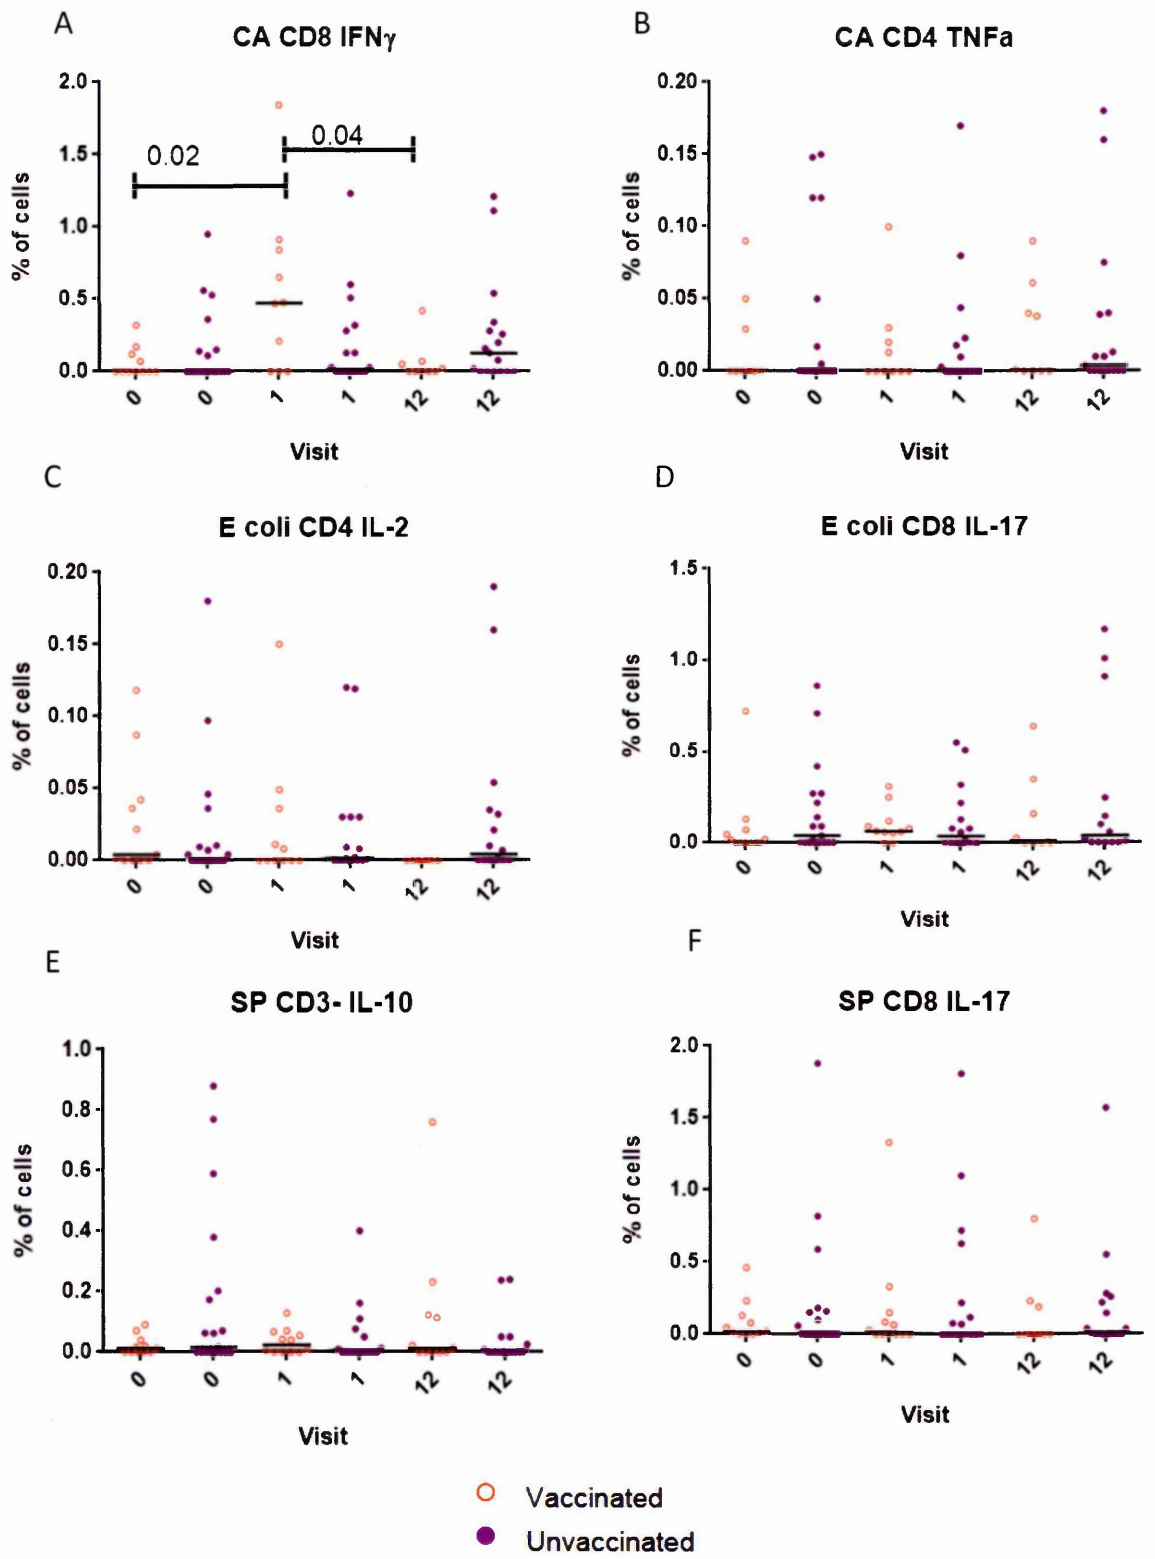 A
CA CD8 IFNγ
2.0
1.5
1.0
0.5
0.0
% of cells
0.02
0.04
0 0 1 1 12 12
Visit
B
CA CD4 TNFa
0.20
0.15
0.10
0.05
0.00
% of cells
0 0 1 1 12 12
Visit
C
E coli CD4 IL-2
0.20
0.15
0.10
0.05
0.00
% of cells
0 0 1 1 12 12
Visit
D
E coli CD8 IL-17
1.5
1.0
0.5
0.0
% of cells
0 0 1 1 12 12
Visit
E
SP CD3- IL-10
1.0
0.8
0.6
0.4
0.2
0.0
% of cells
0 0 1 1 12 12
Visit
F
SP CD8 IL-17
2.0
1.5
1.0
0.5
0.0
% of cells
0 0 1 1 12 12
Visit
Vaccinated
Unvaccinated